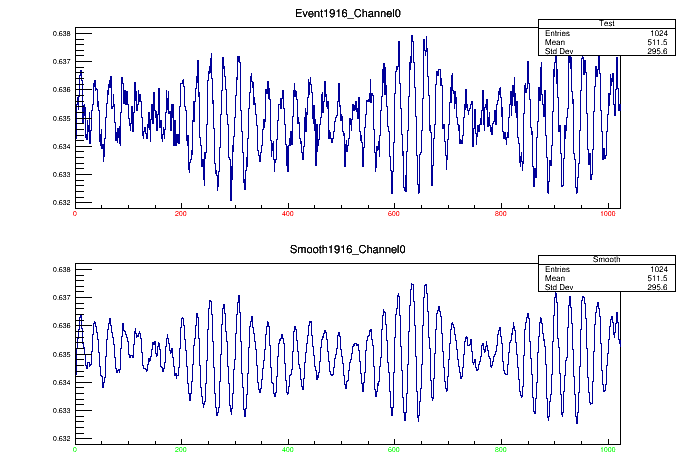 Event1916_Channel0
Test
Entries 1024
Mean 511.5
Std Dev 295.6
0.638
0.637
0.636
0.635
0.634
0.633
0.632
0 200 400 600 800 1000
Smooth1916_Channel0
Smooth
Entries 1024
Mean 511.5
Std Dev 295.6
0.638
0.637
0.636
0.635
0.634
0.633
0.632
0 200 400 600 800 1000